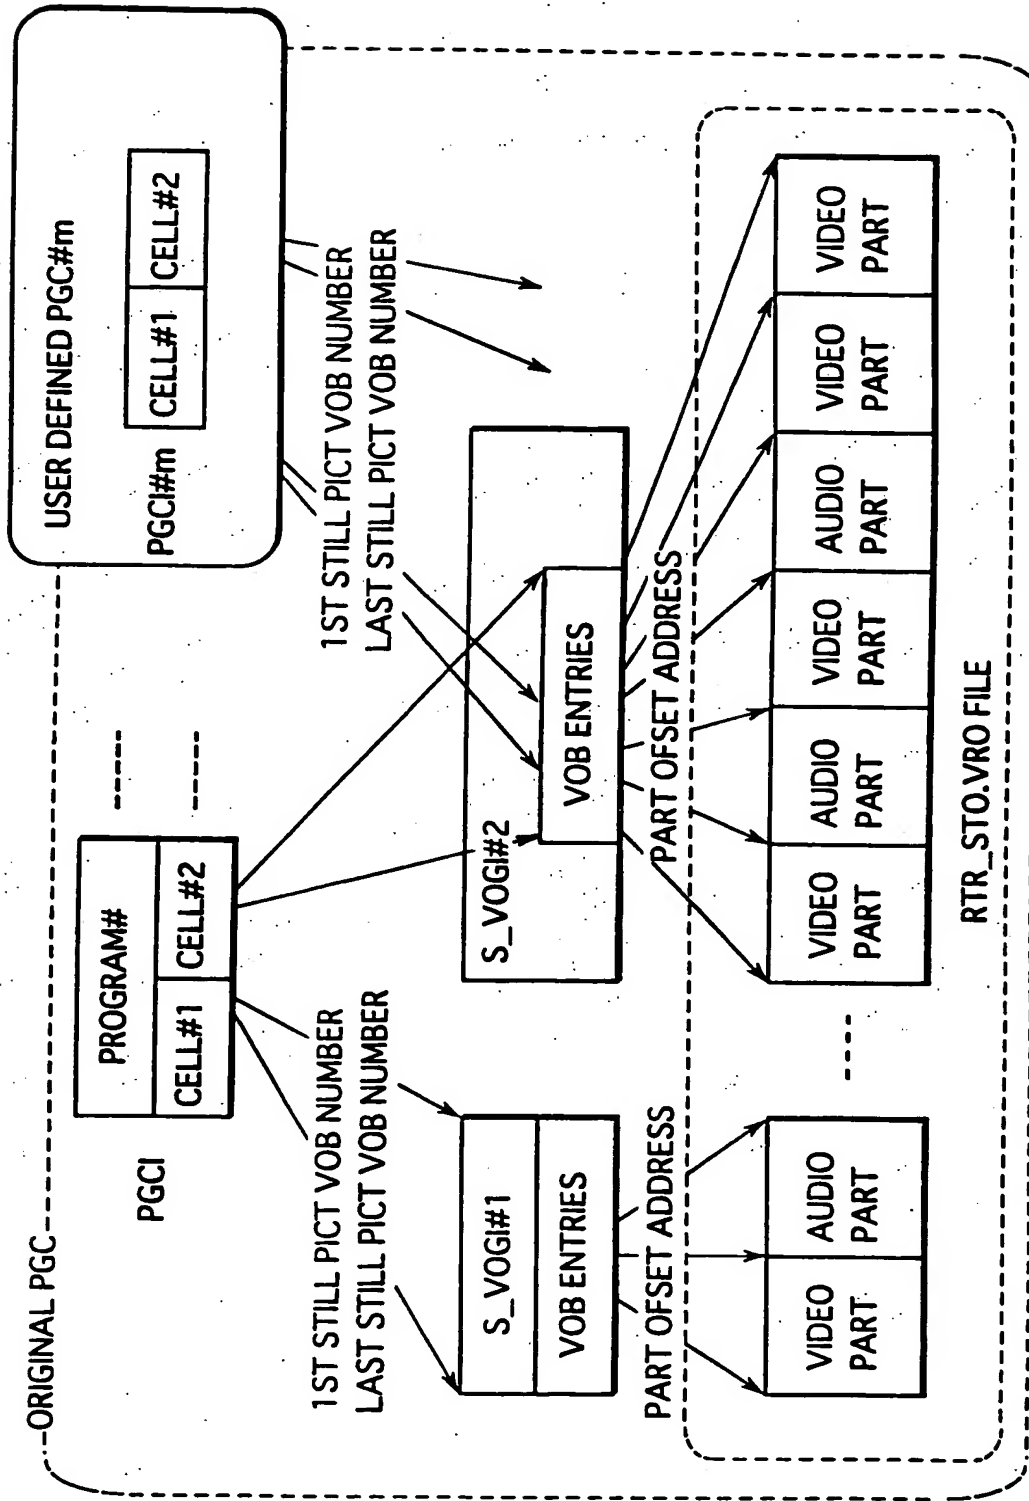 ORIGINAL PGC
USER DEFINED PGC#m
PGCI#m
CELL#1
CELL#2
PGCI
PROGRAM#
CELL#1
CELL#2
1ST STILL PICT VOB NUMBER
LAST STILL PICT VOB NUMBER
1ST STILL PICT VOB NUMBER
LAST STILL PICT VOB NUMBER
S_VOGI#1
VOB ENTRIES
S_VOGI#2
VOB ENTRIES
PART OFSET ADDRESS
PART OFSET ADDRESS
VIDEO
PART
AUDIO
PART
VIDEO
PART
AUDIO
PART
VIDEO
PART
AUDIO
PART
VIDEO
PART
VIDEO
PART
RTR_STO.VRO FILE